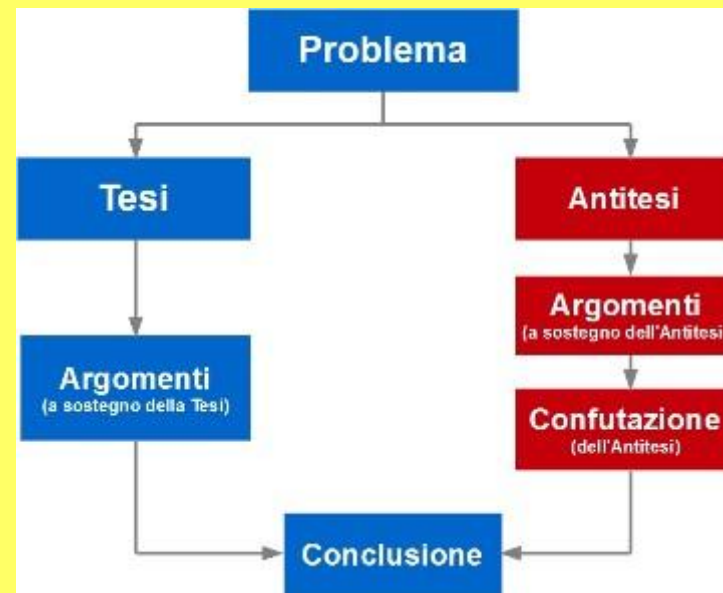 Problema
Tesi
Argomenti
(a sostegno della Tesi)
Antitesi
Argomenti
(a sostegno dell'Antitesi
Confutazione
(dell'Antitesi)
Conclusione